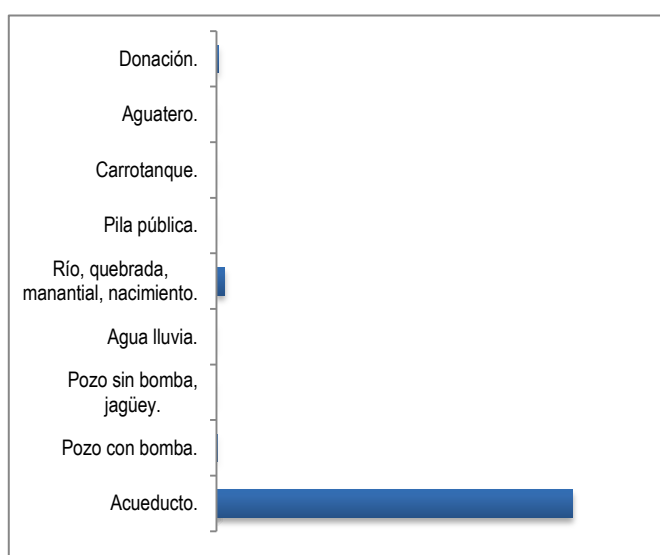 Donación.
Aguatero.
Carrotanque.
Pila pública.
Río, quebrada,
manantial, nacimiento.
Agua lluvia.
Pozo sin bomba,
jagüey.
Pozo con bomba.
Acueducto.